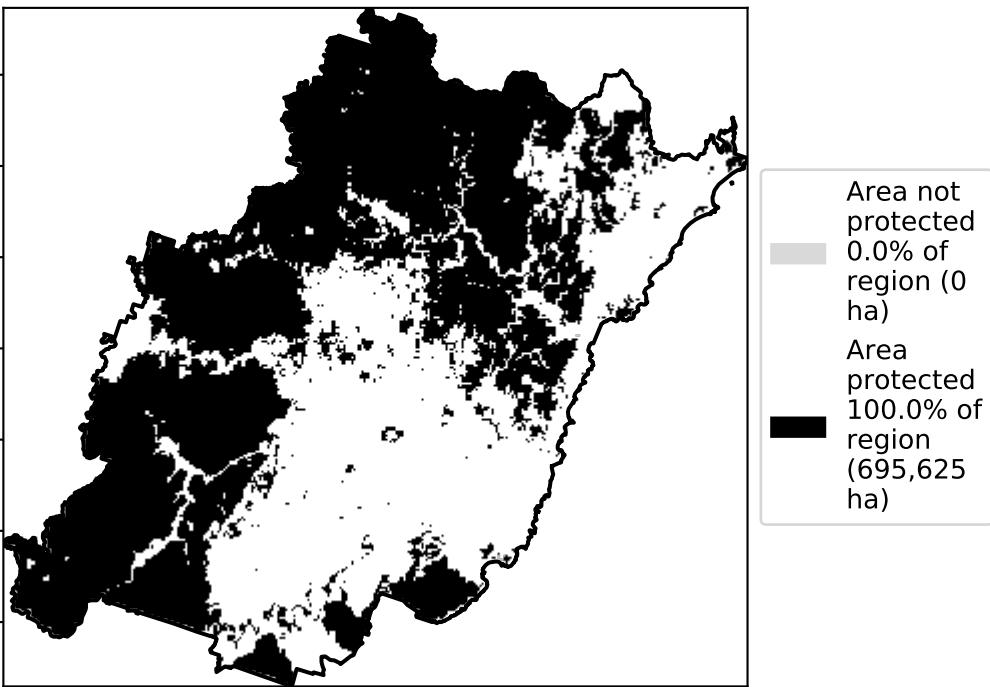 Area not
protected
0.0% of
region (0
ha)
Area
protected
100.0% of
region
(695,625
ha)